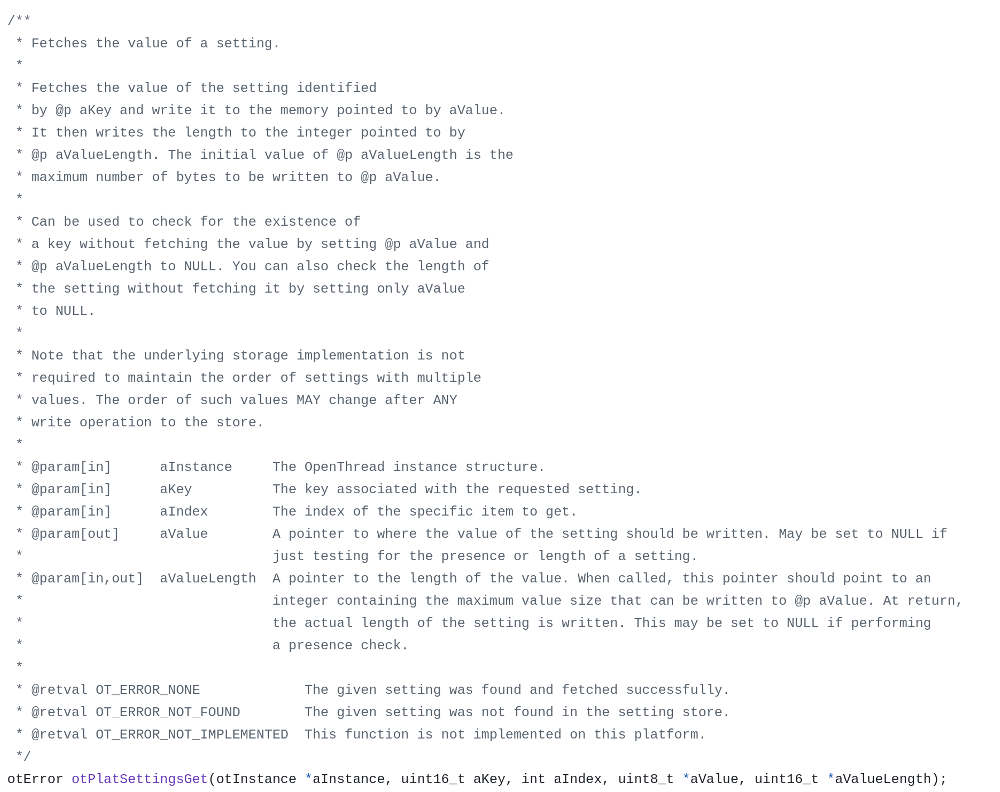 /**
 * Fetches the value of a setting.
 *
 * Fetches the value of the setting identified
 * by @p aKey and write it to the memory pointed to by aValue.
 * It then writes the length to the integer pointed to by
 * @p aValueLength. The initial value of @p aValueLength is the
 * maximum number of bytes to be written to @p aValue.
 *
 * Can be used to check for the existence of
 * a key without fetching the value by setting @p aValue and
 * @p aValueLength to NULL. You can also check the length of
 * the setting without fetching it by setting only aValue
 * to NULL.
 *
 * Note that the underlying storage implementation is not
 * required to maintain the order of settings with multiple
 * values. The order of such values MAY change after ANY
 * write operation to the store.
 *
 * @param[in]      aInstance     The OpenThread instance structure.
 * @param[in]      aKey          The key associated with the requested setting.
 * @param[in]      aIndex        The index of the specific item to get.
 * @param[out]     aValue        A pointer to where the value of the setting should be written. May be set to NULL if
 *                               just testing for the presence or length of a setting.
 * @param[in,out]  aValueLength  A pointer to the length of the value. When called, this pointer should point to an
 *                               integer containing the maximum value size that can be written to @p aValue. At return,
 *                               the actual length of the setting is written. This may be set to NULL if performing
 *                               a presence check.
 *
 * @retval OT_ERROR_NONE             The given setting was found and fetched successfully.
 * @retval OT_ERROR_NOT_FOUND        The given setting was not found in the setting store.
 * @retval OT_ERROR_NOT_IMPLEMENTED  This function is not implemented on this platform.
 */
otError otPlatSettingsGet(otInstance *aInstance, uint16_t aKey, int aIndex, uint8_t *aValue, uint16_t *aValueLength);